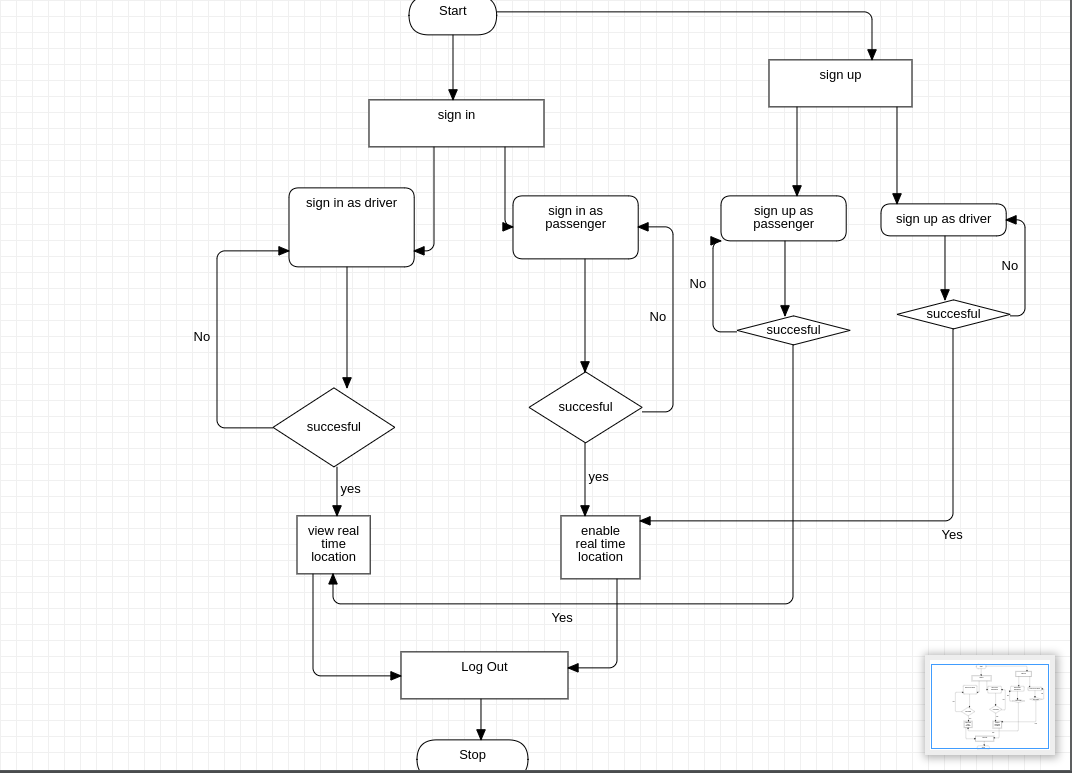 Start
sign up
sign in
sign in as driver
sign in as
passenger
sign up as
passenger
sign up as driver
No
No
No
No
succesful
succesful
succesful
succesful
yes
yes
view real
time
location
enable
real time
location
Yes
Yes
Log Out
Stop